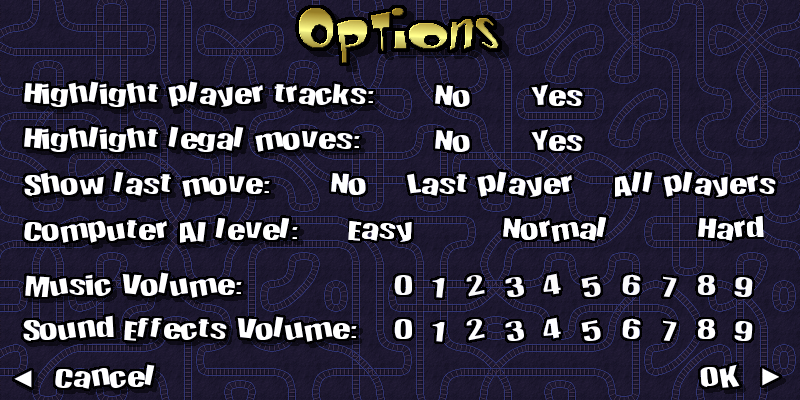 Options
Highlight player tracks: No Yes
Highlight legal moves: No Yes
Show last move: No Last player All players
Computer AI level: Easy Normal Hard
Music Volume: 0 1 2 3 4 5 6 7 8 9
Sound Effects Volume: 0 1 2 3 4 5 6 7 8 9
◄ Cancel OK ►